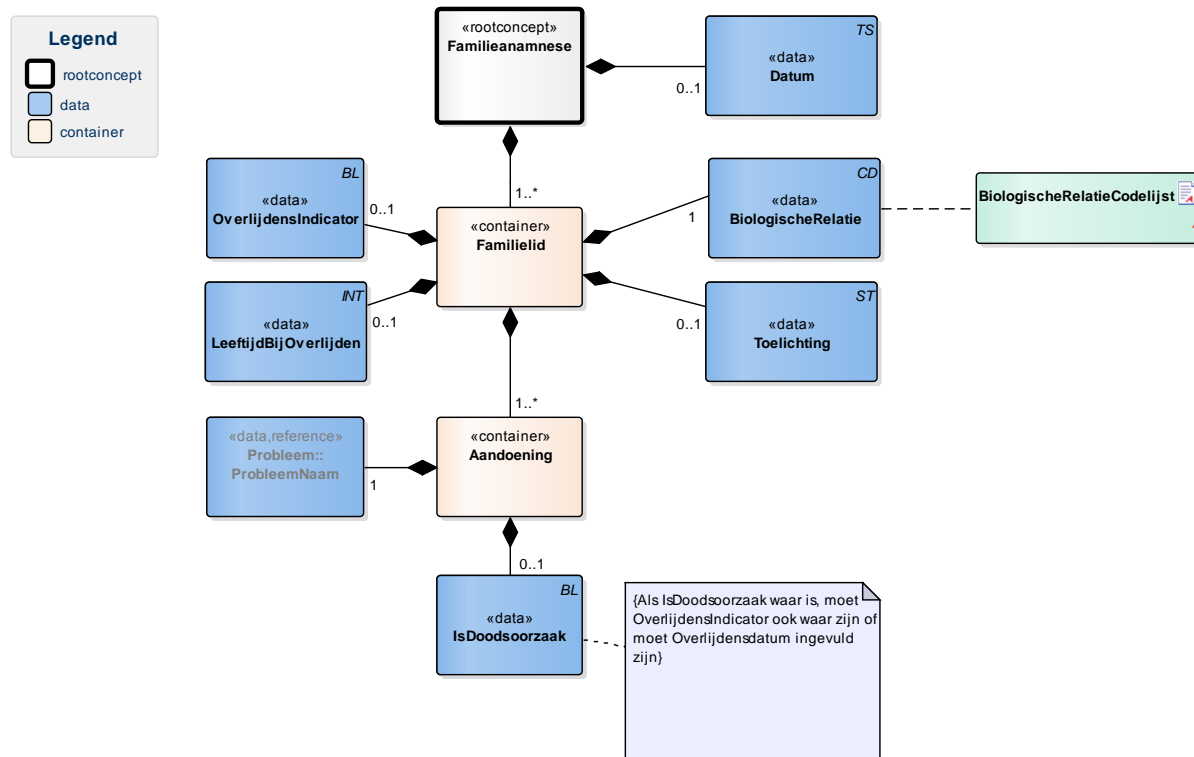 Legend
rootconcept
data
container
«rootconcept»
Familieanamnese
TS
«data»
Datum
0..1
1..*
BL
«data»
OverlijdensIndicator
0..1
«container»
Familielid
CD
«data»
BiologischeRelatie
1
BiologischeRelatieCodelijst
INT
«data»
LeeftijdBijOverlijden
0..1
ST
«data»
Toelichting
0..1
1..*
«data,reference»
Probleem::
ProbleemNaam
1
«container»
Aandoening
0..1
BL
«data»
IsDoodsoorzaak
{Als IsDoodsoorzaak waar is, moet
OverlijdensIndicator ook waar zijn of
moet Overlijdensdatum ingevuld
zijn}